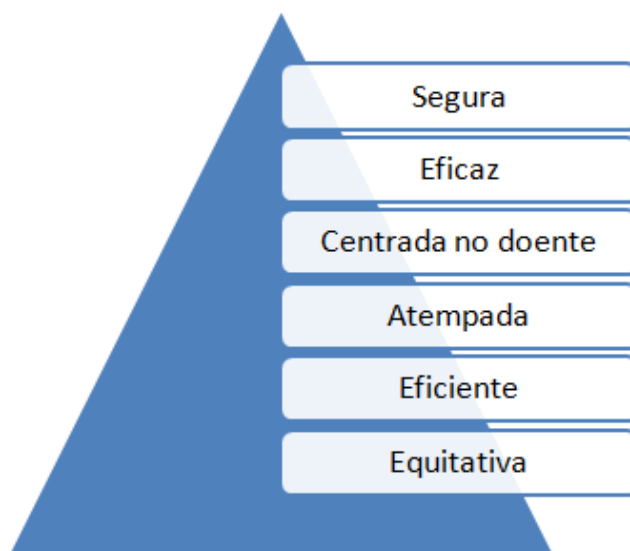 Segura
Eficaz
Centrada no doente
Atempada
Eficiente
Equitativa